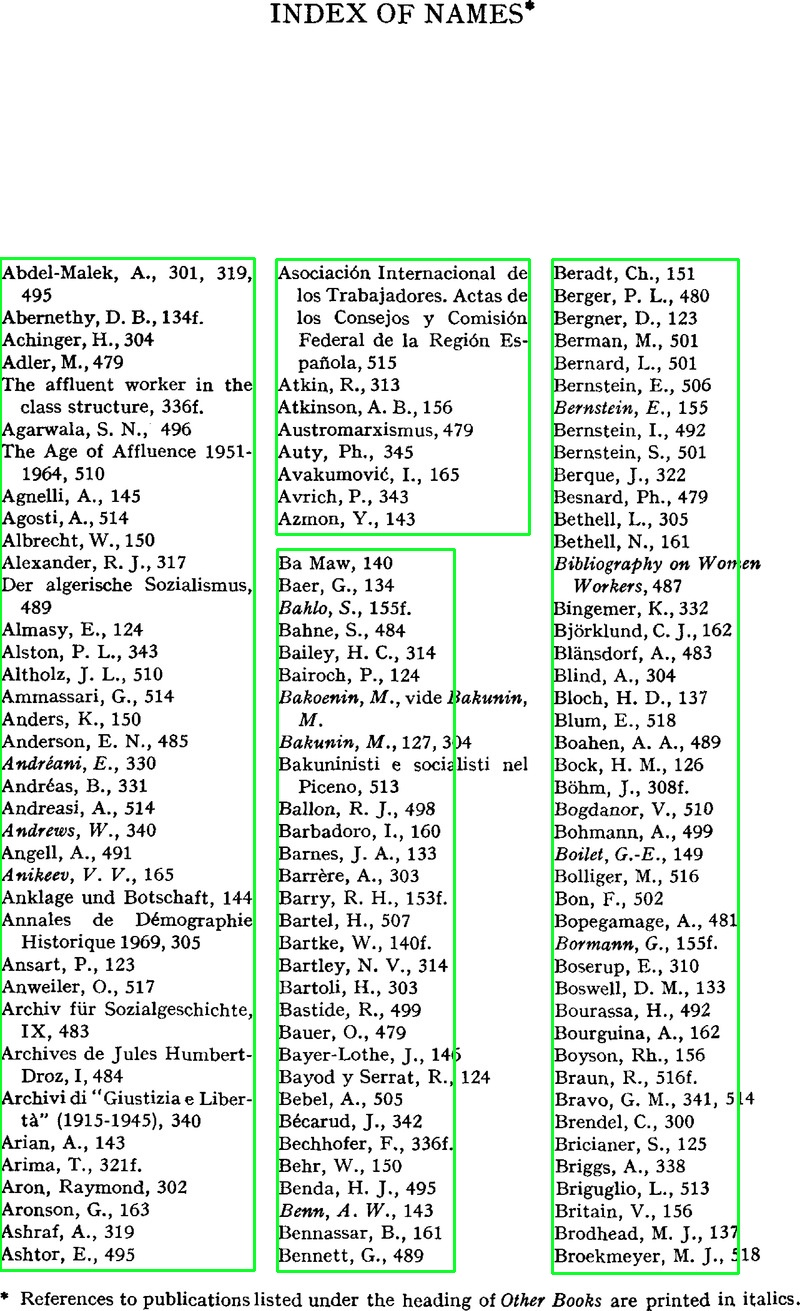 INDEX OF NAMES*
Abdel-Malek, A., 301, 319,
495
Abernethy, D. B., 134f.
Achinger, H., 304
Adler, M., 479
The affluent worker in the
class structure, 336f.
Agarwala, S. N., 496
The Age of Affluence 1951-
1964, 510
Agnelli, A., 145
Agosti, A., 514
Albrecht, W., 150
Alexander, R. J., 317
Der algerische Sozialismus,
489
Almasy, E., 124
Alston, P. L., 343
Altholz, J. L., 510
Ammassari, G., 514
Anders, K., 150
Anderson, E. N., 485
Andréani, E., 330
Andréas, B., 331
Andreasi, A., 514
Andrews, W., 340
Angell, A., 491
Anikeev, V. V., 165
Anklage und Botschaft, 144
Annales de Démographie
Historique 1969, 305
Ansart, P., 123
Anweiler, O., 517
Archiv für Sozialgeschichte,
IX, 483
Archives de Jules Humbert-
Droz, I, 484
Archivi di "Giustizia e Liber-
tà" (1915-1945), 340
Arian, A., 143
Arima, T., 321f.
Aron, Raymond, 302
Aronson, G., 163
Ashraf, A., 319
Ashtor, E., 495
Asociación Internacional de
los Trabajadores. Actas de
los Consejos y Comisión
Federal de la Región Es-
pañola, 515
Atkin, R., 313
Atkinson, A. B., 156
Austromarxismus, 479
Auty, Ph., 345
Avakumović, I., 165
Avrich, P., 343
Azmon, Y., 143
Ba Maw, 140
Baer, G., 134
Bahlo, S., 155f.
Bahne, S., 484
Bailey, H. C., 314
Bairoch, P., 124
Bakoenin, M., vide Bakunin,
M.
Bakunin, M., 127, 304
Bakuninisti e socialisti nel
Piceno, 513
Ballon, R. J., 498
Barbadoro, I., 160
Barnes, J. A., 133
Barrère, A., 303
Barry, R. H., 153f.
Bartel, H., 507
Bartke, W., 140f.
Bartley, N. V., 314
Bartoli, H., 303
Bastide, R., 499
Bauer, O., 479
Bayer-Lothe, J., 146
Bayod y Serrat, R., 124
Bebel, A., 505
Bécarud, J., 342
Bechhofer, F., 336f.
Behr, W., 150
Benda, H. J., 495
Benn, A. W., 143
Bennassar, B., 161
Bennett, G., 489
Beradt, Ch., 151
Berger, P. L., 480
Bergner, D., 123
Berman, M., 501
Bernard, L., 501
Bernstein, E., 506
Bernstein, E., 155
Bernstein, I., 492
Bernstein, S., 501
Berque, J., 322
Besnard, Ph., 479
Bethell, L., 305
Bethell, N., 161
Bibliography on Women
Workers, 487
Bingemer, K., 332
Björklund, C. J., 162
Blänsdorf, A., 483
Blind, A., 304
Bloch, H. D., 137
Blum, E., 518
Boahen, A. A., 489
Bock, H. M., 126
Böhm, J., 308f.
Bogdanor, V., 510
Bohmann, A., 499
Boilet, G.-E., 149
Bolliger, M., 516
Bon, F., 502
Bopegamage, A., 481
Bormann, G., 155f.
Boserup, E., 310
Boswell, D. M., 133
Bourassa, H., 492
Bourguina, A., 162
Boyson, Rh., 156
Braun, R., 516f.
Bravo, G. M., 341, 514
Brendel, C., 300
Bricianer, S., 125
Briggs, A., 338
Briguglio, L., 513
Britain, V., 156
Brodhead, M. J., 137
Broekmeyer, M. J., 518
* References to publications listed under the heading of Other Books are printed in italics.